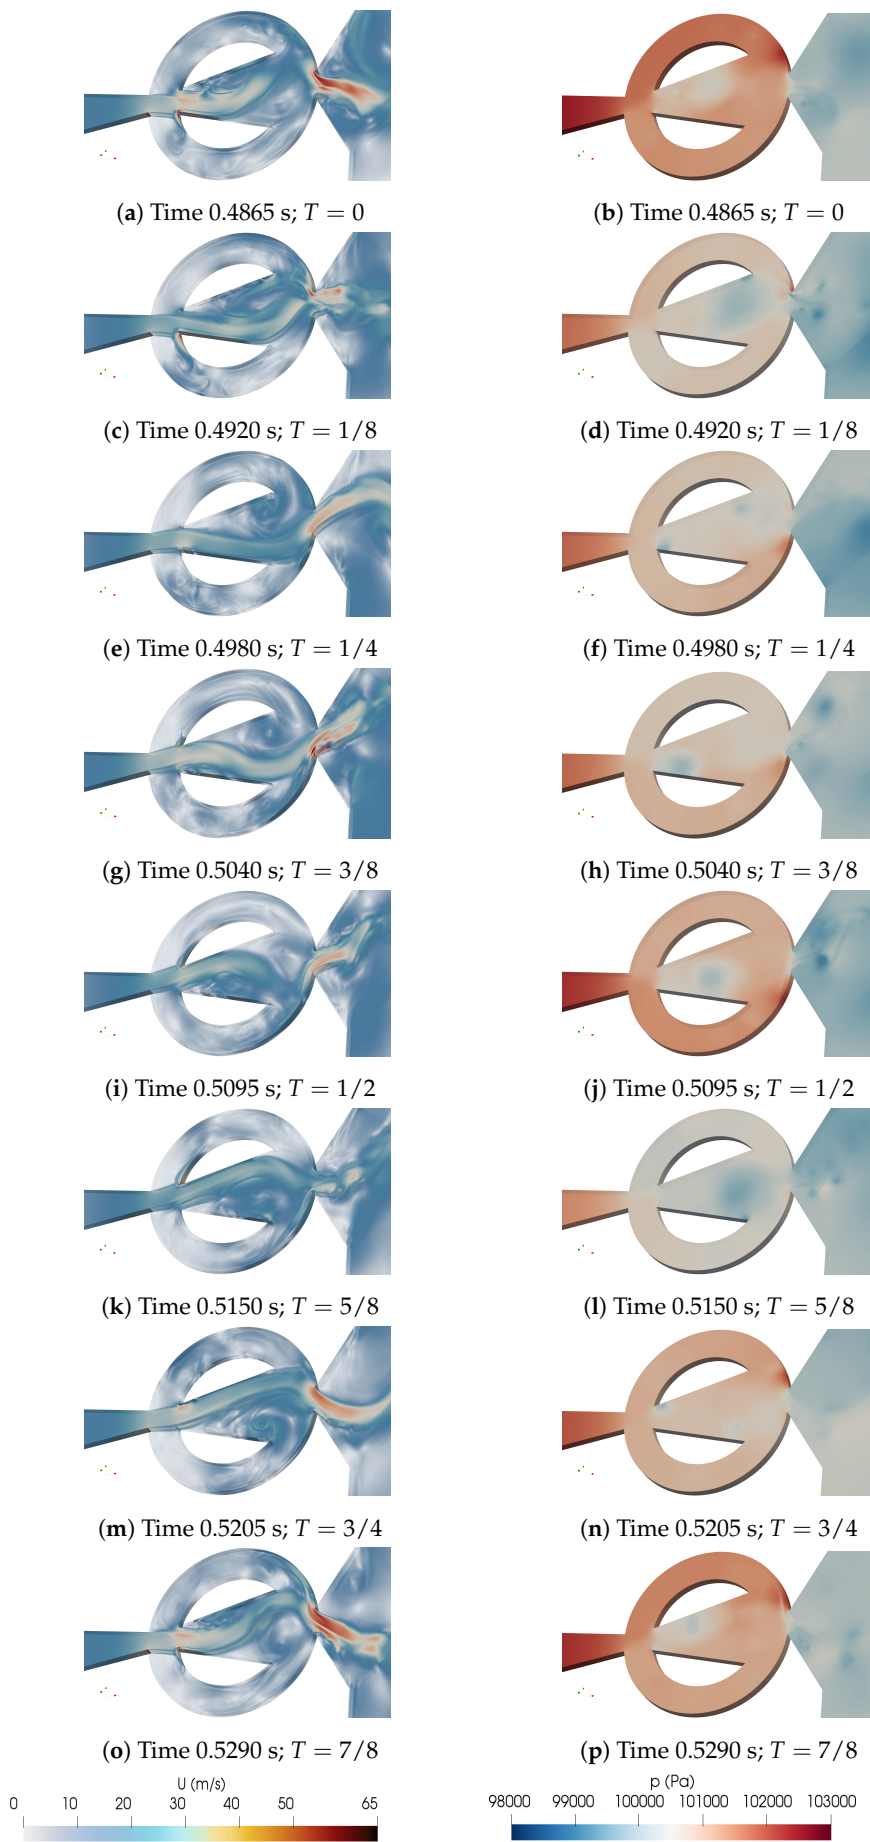 (a) Time 0.4865 s; T = 0
(b) Time 0.4865 s; T = 0
(c) Time 0.4920 s; T = 1/8
(d) Time 0.4920 s; T = 1/8
(e) Time 0.4980 s; T = 1/4
(f) Time 0.4980 s; T = 1/4
(g) Time 0.5040 s; T = 3/8
(h) Time 0.5040 s; T = 3/8
(i) Time 0.5095 s; T = 1/2
(j) Time 0.5095 s; T = 1/2
(k) Time 0.5150 s; T = 5/8
(l) Time 0.5150 s; T = 5/8
(m) Time 0.5205 s; T = 3/4
(n) Time 0.5205 s; T = 3/4
(o) Time 0.5290 s; T = 7/8
(p) Time 0.5290 s; T = 7/8
U (m/s)
0 10 20 30 40 50 65
p (Pa)
98000 99000 100000 101000 102000 103000